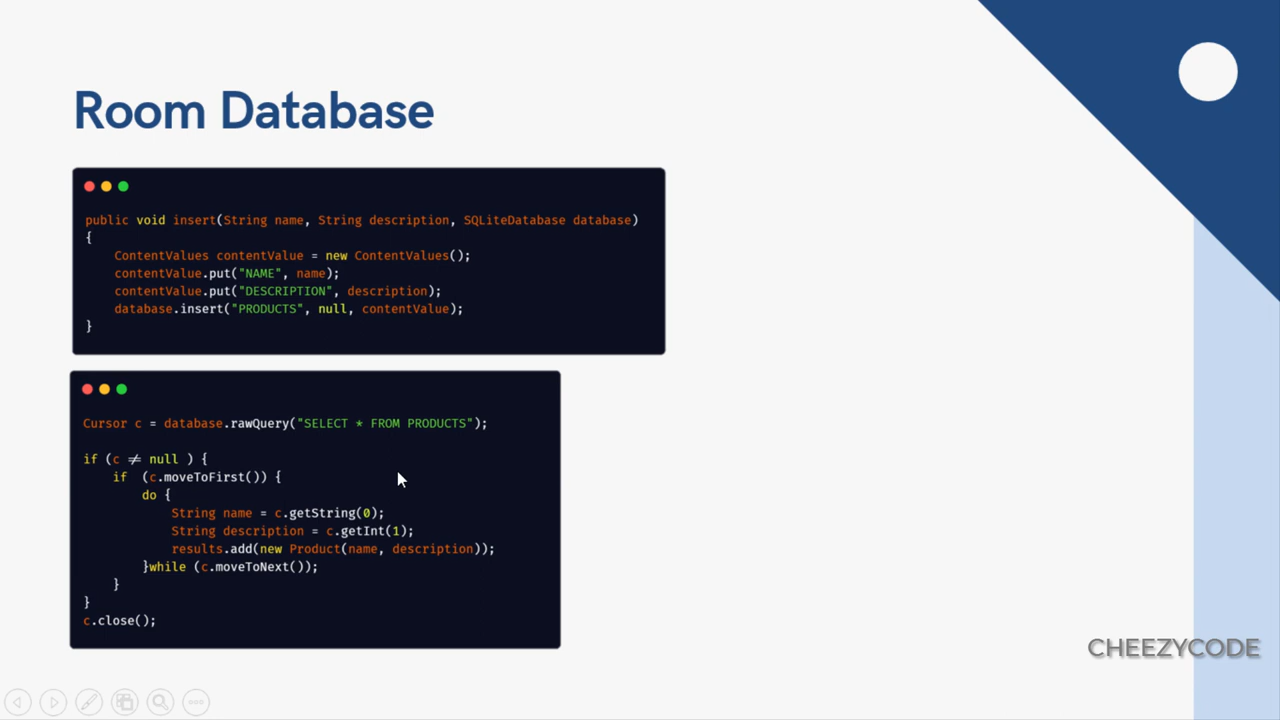 Room Database
public void insert(String name, String description, SQLiteDatabase database)
{
    ContentValues contentValue = new ContentValues();
    contentValue.put("NAME", name);
    contentValue.put("DESCRIPTION", description);
    database.insert("PRODUCTS", null, contentValue);
}
Cursor c = database.rawQuery("SELECT * FROM PRODUCTS");
if (c ≠ null ) {
    if  (c.moveToFirst()) {
        do {
            String name = c.getString(0);
            String description = c.getInt(1);
            results.add(new Product(name, description));
        }while (c.moveToNext());
    }
}
c.close();
CHEEZYCODE